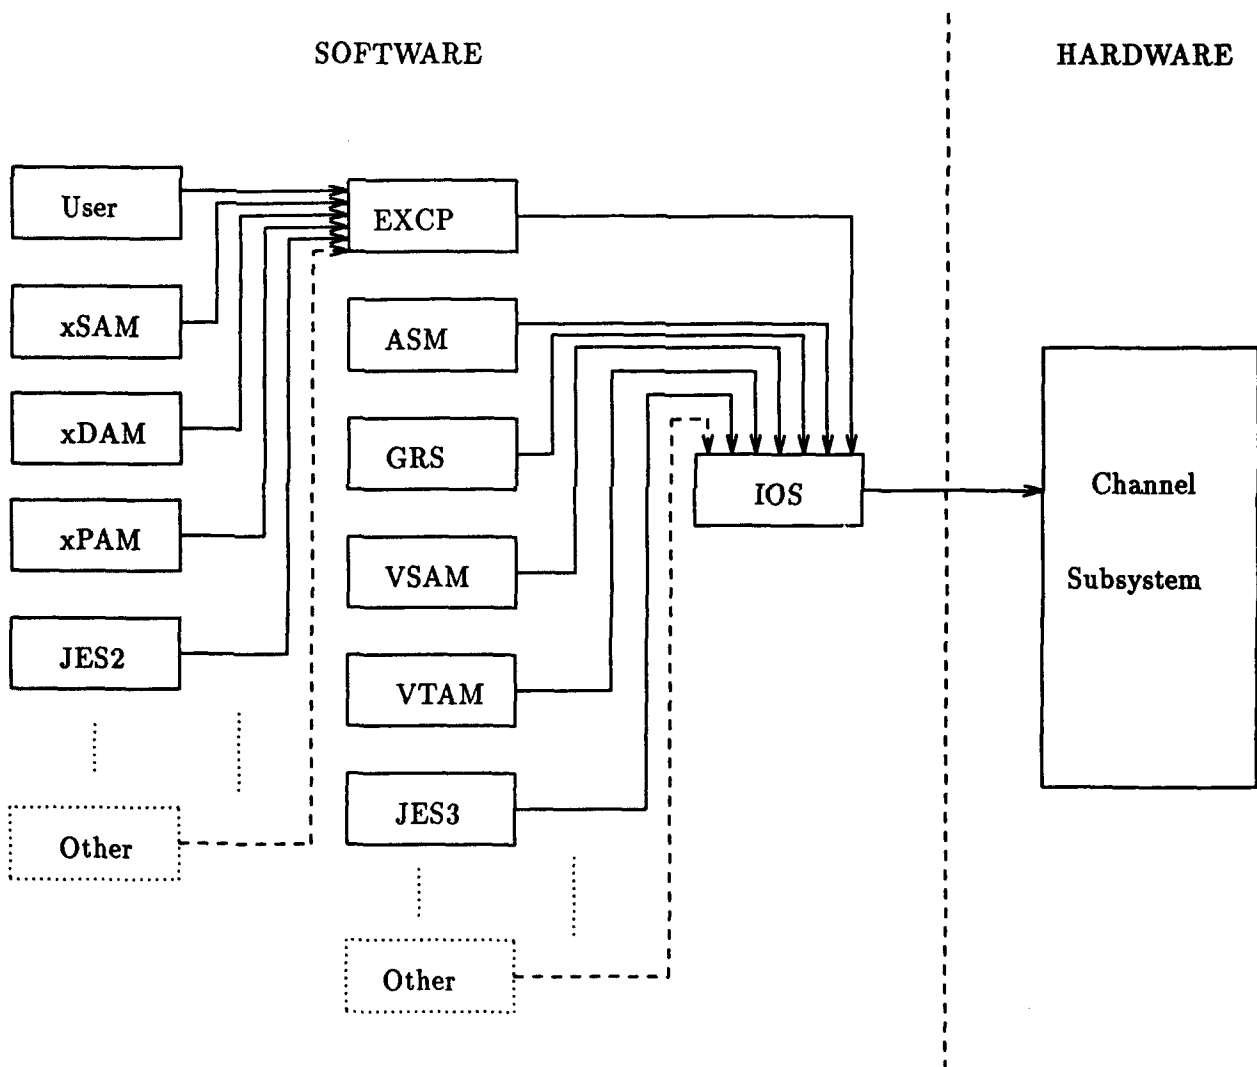 SOFTWARE
HARDWARE
User
xSAM
xDAM
xPAM
JES2
Other
EXCP
ASM
GRS
VSAM
VTAM
JES3
Other
IOS
Channel
Subsystem